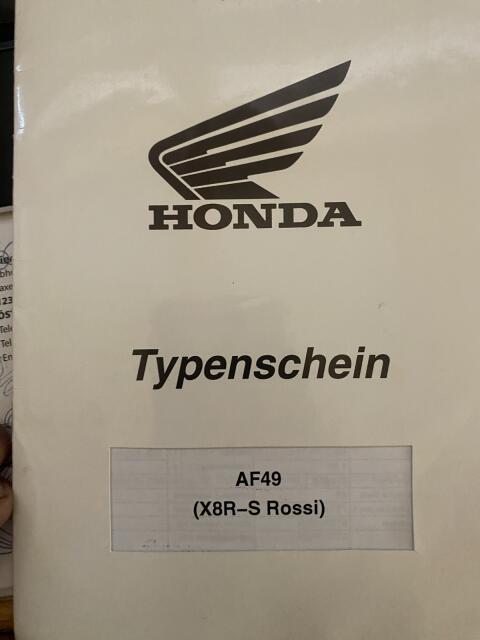 HONDA
Typenschein
AF49
(X8R–S Rossi)